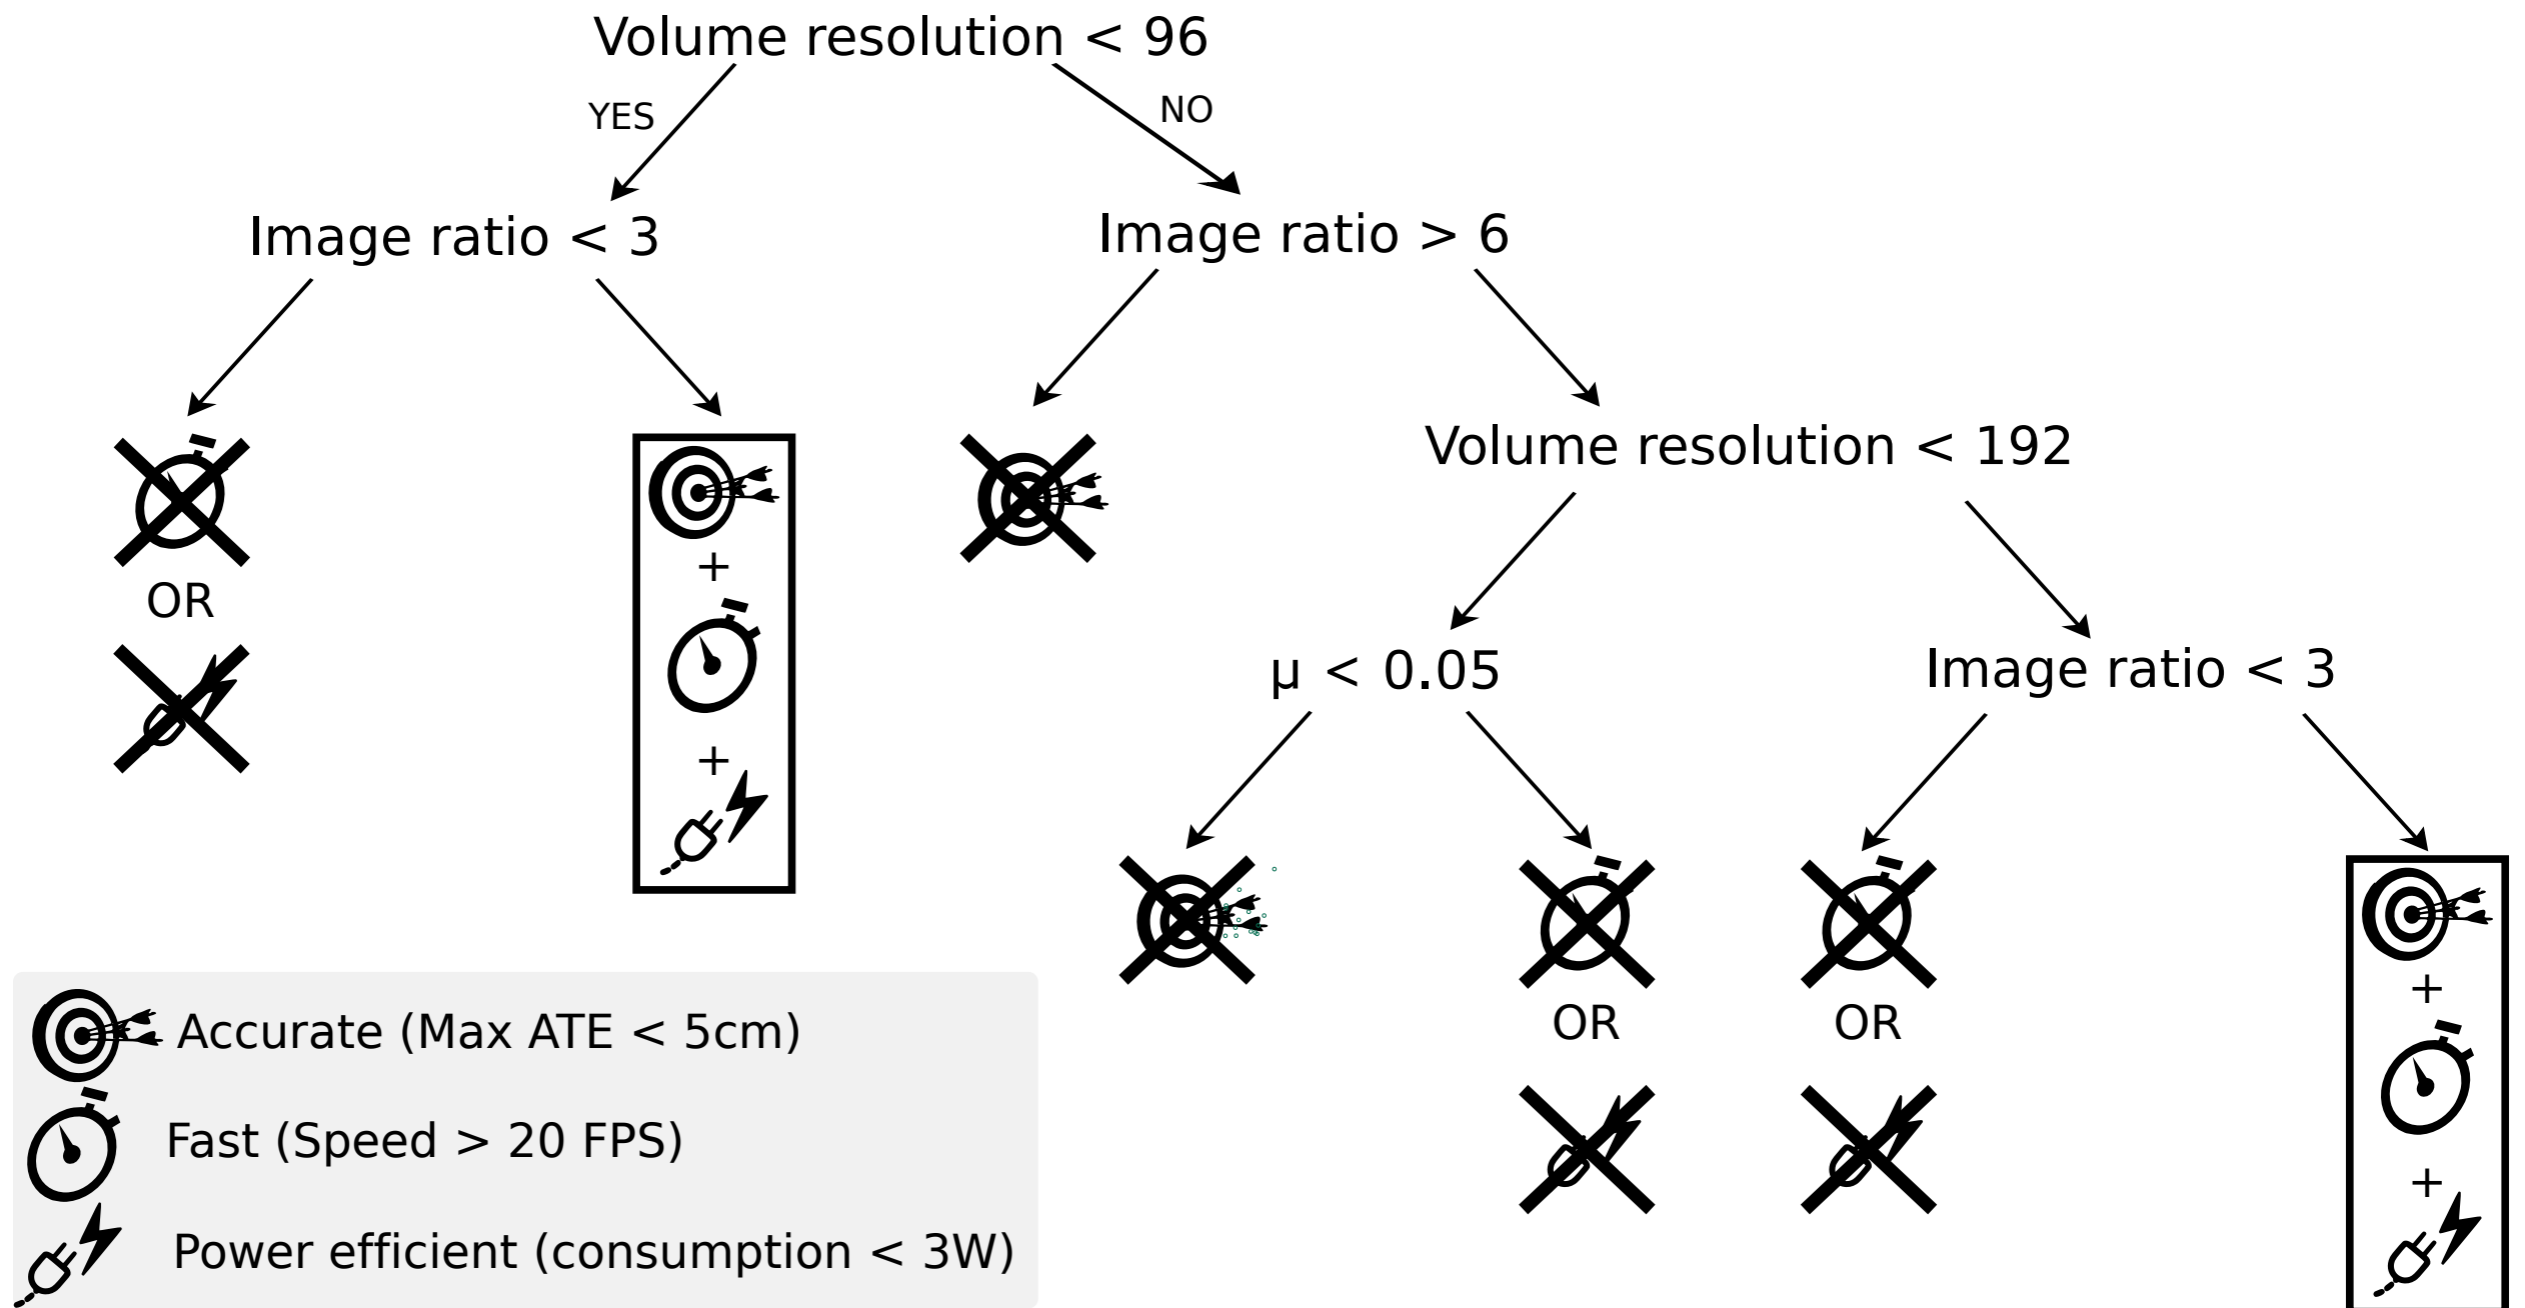 Volume resolution < 96
YES
NO
Image ratio < 3
Image ratio > 6
Volume resolution < 192
OR
+
+
μ < 0.05
Image ratio < 3
OR
OR
+
+
Accurate (Max ATE < 5cm)
Fast (Speed > 20 FPS)
Power efficient (consumption < 3W)